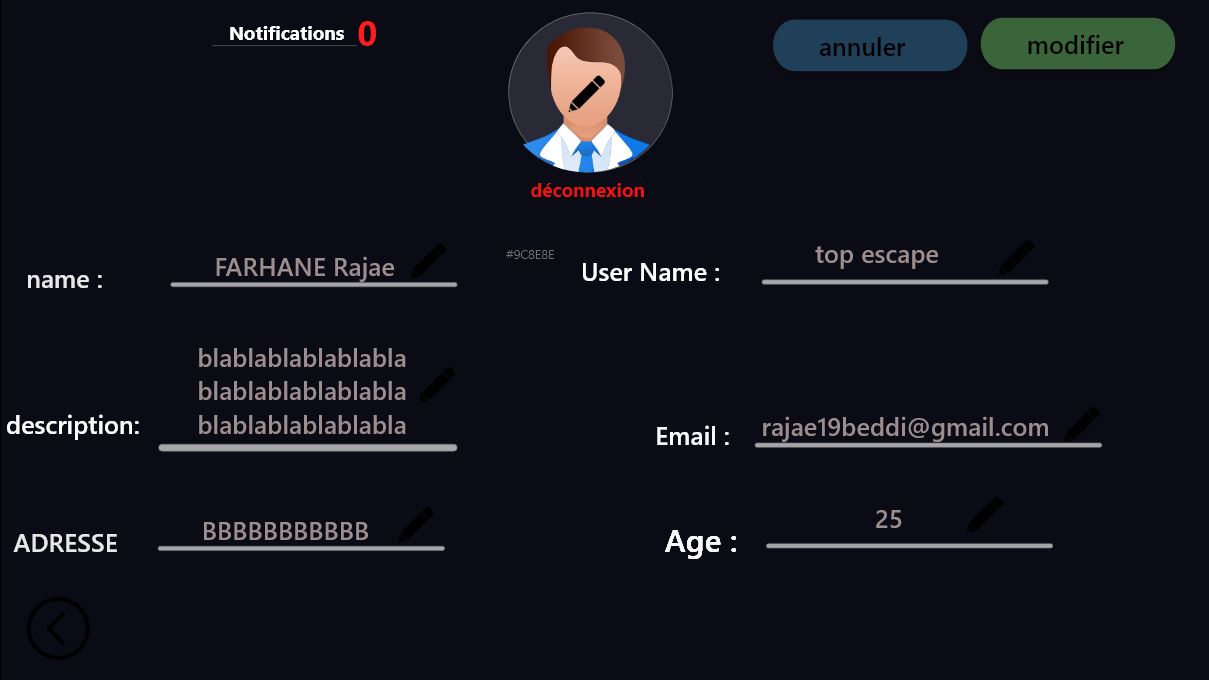 Notifications 0
annuler
modifier
déconnexion
name :
FARHANE Rajae
#9C8E8E
User Name :
top escape
description:
blablablablablabla
blablablablablabla
blablablablablabla
Email :
rajae19beddi@gmail.com
ADRESSE
BBBBBBBBBBB
Age :
25